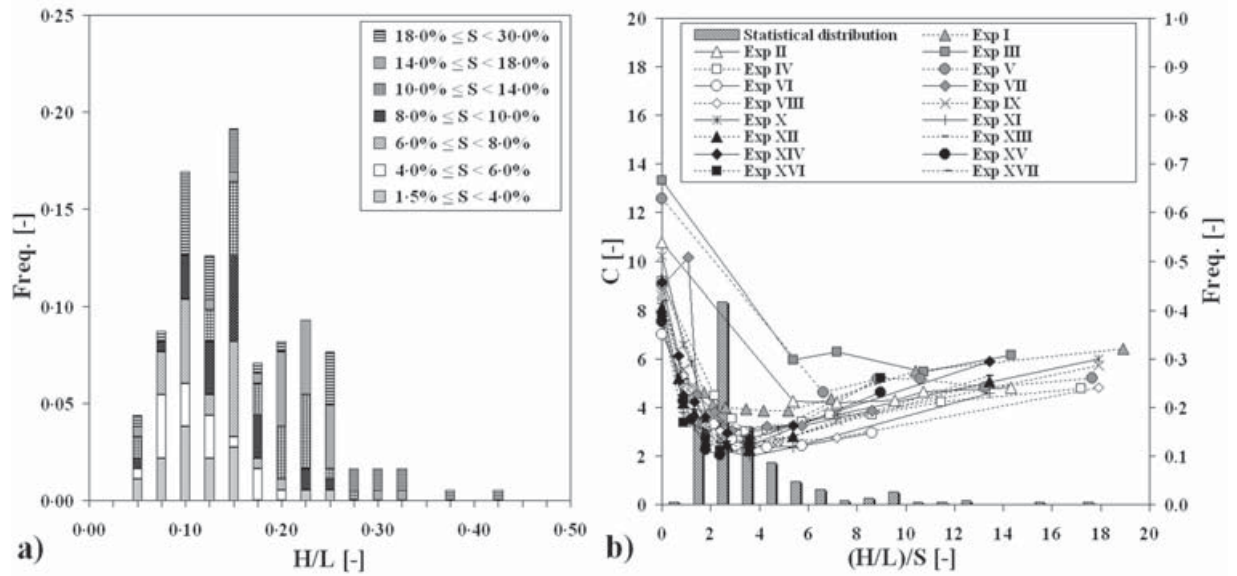 0·25
0·20
0·15
0·10
0·05
0·00
Freq. [-]
18·0% ≤ S < 30·0%
14·0% ≤ S < 18·0%
10·0% ≤ S < 14·0%
8·0% ≤ S < 10·0%
6·0% ≤ S < 8·0%
4·0% ≤ S < 6·0%
1·5% ≤ S < 4·0%
0·00 0·10 0·20 0·30 0·40 0·50
H/L [-]
a)
20
18
16
14
12
10
8
6
4
2
0
C [-]
Statistical distribution Exp I
Exp II Exp III
Exp IV Exp V
Exp VI Exp VII
Exp VIII Exp IX
Exp X Exp XI
Exp XII Exp XIII
Exp XIV Exp XV
Exp XVI Exp XVII
1·0
0·9
0·8
0·7
0·6
0·5
0·4
0·3
0·2
0·1
0·0
Freq. [-]
0 2 4 6 8 10 12 14 16 18 20
(H/L)/S [-]
b)